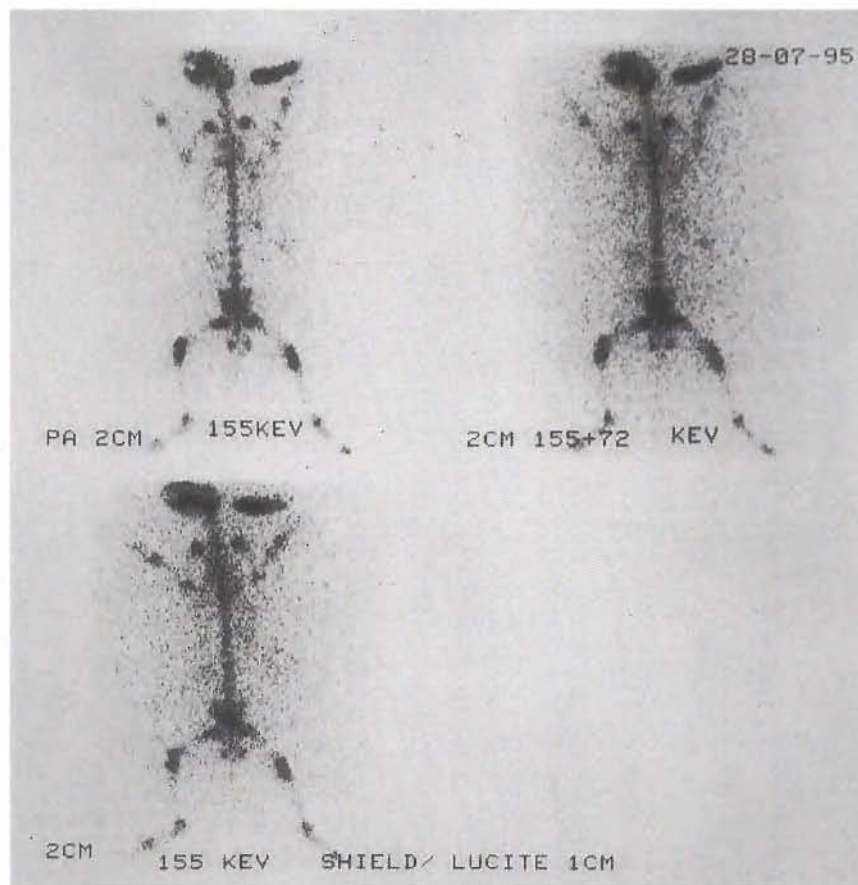 28-07-95
PA 2CM 155KEV
2CM 155+72 KEV
2CM 155 KEV SHIELD/ LUCITE 1CM